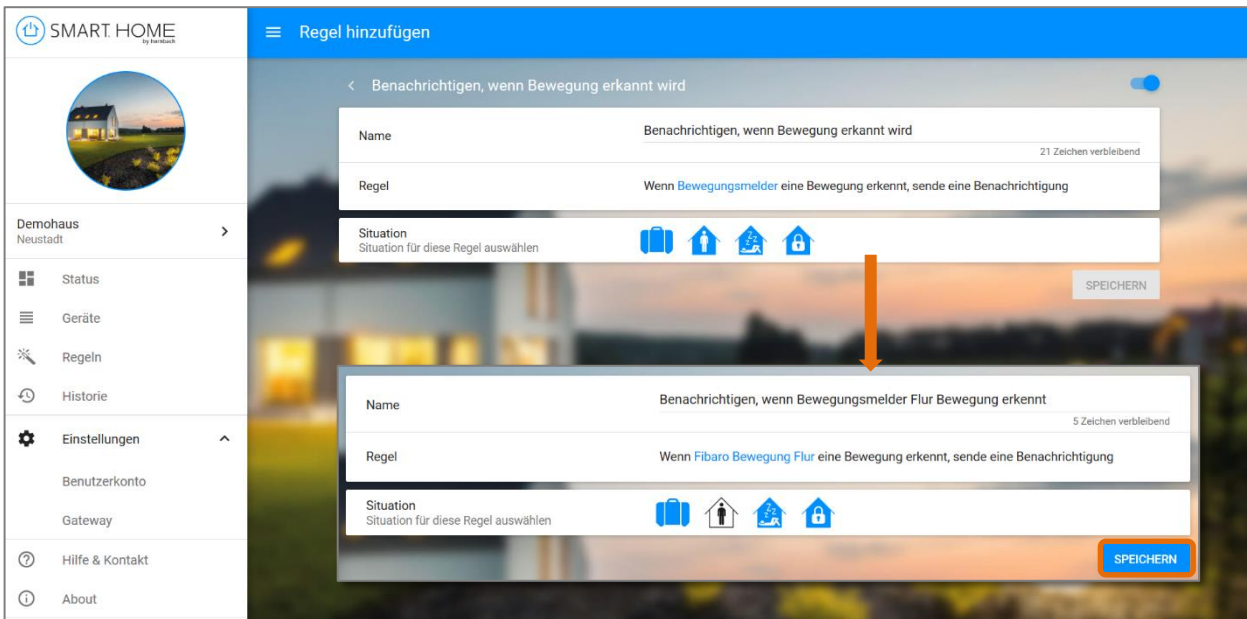 SMART HOME
by hornbach
Regel hinzufügen
Demohaus
Neustadt
Status
Geräte
Regeln
Historie
Einstellungen
Benutzerkonto
Gateway
Hilfe & Kontakt
About
Benachrichtigen, wenn Bewegung erkannt wird
Name
Benachrichtigen, wenn Bewegung erkannt wird
21 Zeichen verbleibend
Regel
Wenn Bewegungsmelder eine Bewegung erkennt, sende eine Benachrichtigung
Situation
Situation für diese Regel auswählen
SPEICHERN
Name
Benachrichtigen, wenn Bewegungsmelder Flur Bewegung erkennt
5 Zeichen verbleibend
Regel
Wenn Fibaro Bewegung Flur eine Bewegung erkennt, sende eine Benachrichtigung
Situation
Situation für diese Regel auswählen
SPEICHERN